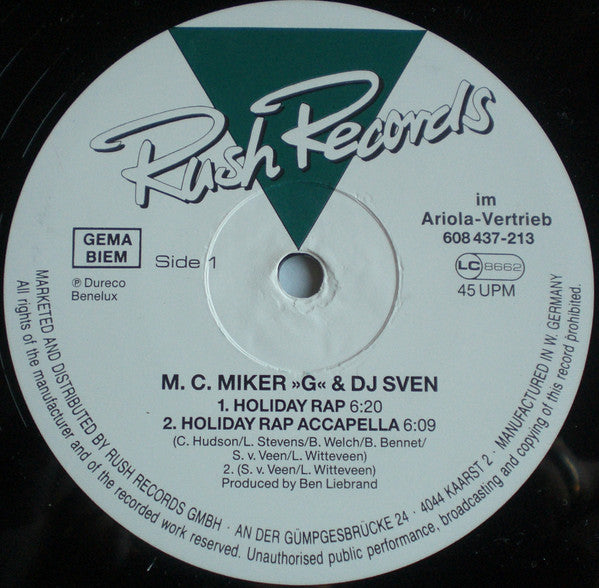 Rush Records
im
Ariola-Vertrieb
608 437-213
GEMA
BIEM
Side 1
LC 8662
45 UPM
℗ Dureco
Benelux
M. C. MIKER »G« & DJ SVEN
1. HOLIDAY RAP 6:20
2. HOLIDAY RAP ACCAPELLA 6:09
(C. Hudson/L. Stevens/B. Welch/B. Bennet/
S. v. Veen/L. Witteveen)
2. (S. v. Veen/L. Witteveen)
Produced by Ben Liebrand
MARKETED AND DISTRIBUTED BY RUSH RECORDS GMBH · AN DER GÜMPGESBRÜCKE 24 · 4044 KAARST 2 · MANUFACTURED IN W. GERMANY
All rights of the manufacturer and of the recorded work reserved. Unauthorised public performance, broadcasting and copying of this record prohibited.